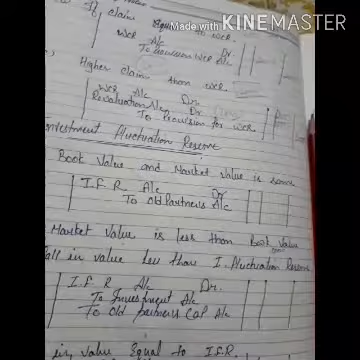 If claim equal to WCR
Made with KINEMASTER
WCR A/c Dr.
To Provision WCR A/c
Higher claim than WCR
WCR A/c Dr.
Revaluation A/c Dr.
To Provision for WCR
Investment Fluctuation Reserve
Book Value and Market Value is same
I.F.R. A/c Dr
To Old Partners A/c
Market Value is less than Book Value
Fall in value less than I. Fluctuation Reserve
I.F.R A/c Dr.
To Investment A/c
To Old partners CAP A/c
in value Equal to I.F.R.